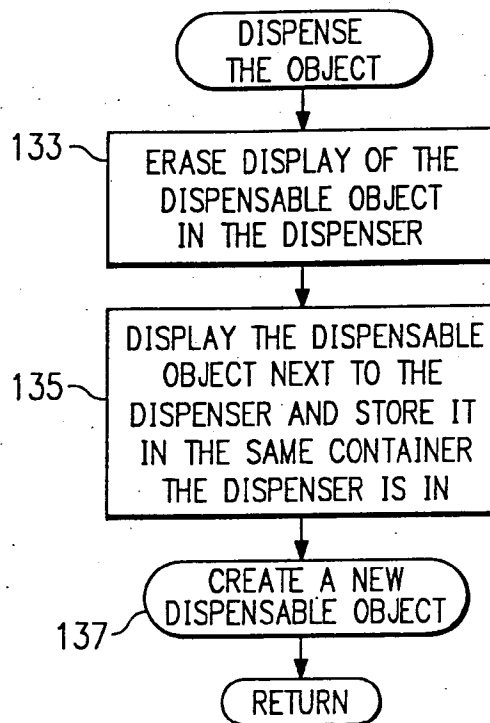 DISPENSE
THE OBJECT
133
ERASE DISPLAY OF THE
DISPENSABLE OBJECT
IN THE DISPENSER
135
DISPLAY THE DISPENSABLE
OBJECT NEXT TO THE
DISPENSER AND STORE IT
IN THE SAME CONTAINER
THE DISPENSER IS IN
CREATE A NEW
DISPENSABLE OBJECT
137
RETURN